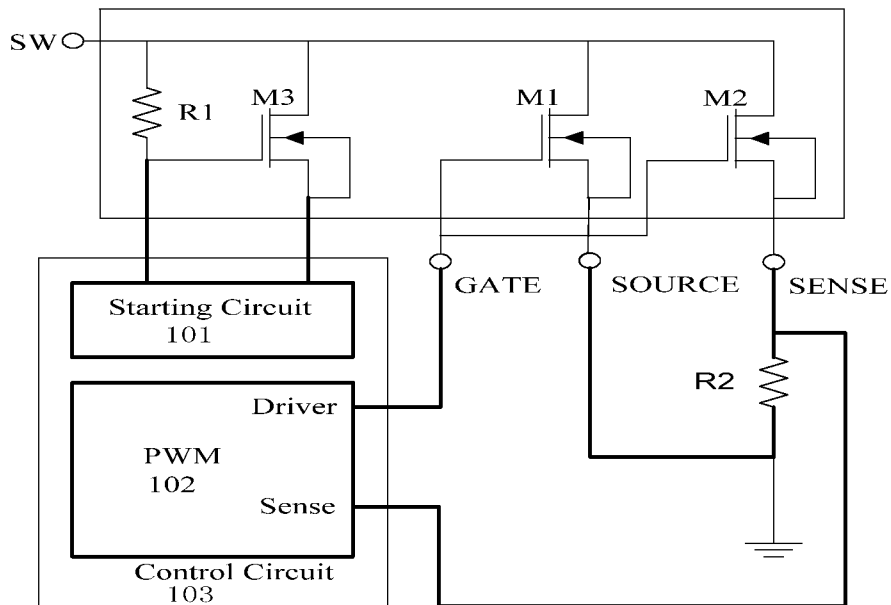 SW
R1
M3
M1
M2
GATE
SOURCE
SENSE
Starting Circuit
101
R2
Driver
PWM
102
Sense
Control Circuit
103